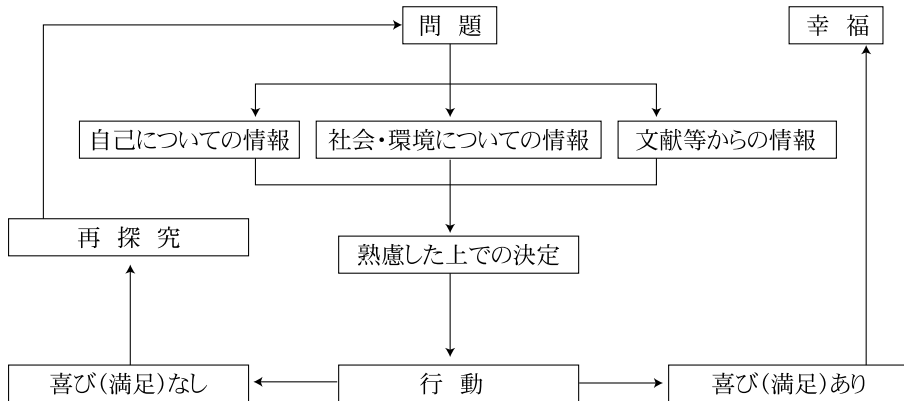 問題
幸福
自己についての情報
社会・環境についての情報
文献等からの情報
再探究
熟慮した上での決定
喜び(満足)なし
行動
喜び(満足)あり